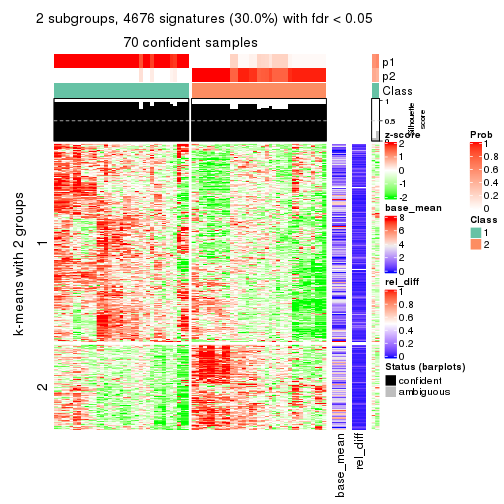 2 subgroups, 4676 signatures (30.0%) with fdr < 0.05
70 confident samples
p1
p2
Class
1
0.5
0
Silhouette
score
k-means with 2 groups
1
2
base_mean
rel_diff
z-score
2
1
0
-1
-2
base_mean
8
6
4
2
0
rel_diff
1
0.8
0.6
0.4
0.2
0
Status (barplots)
confident
ambiguous
Prob
1
0.8
0.6
0.4
0.2
0
Class
1
2